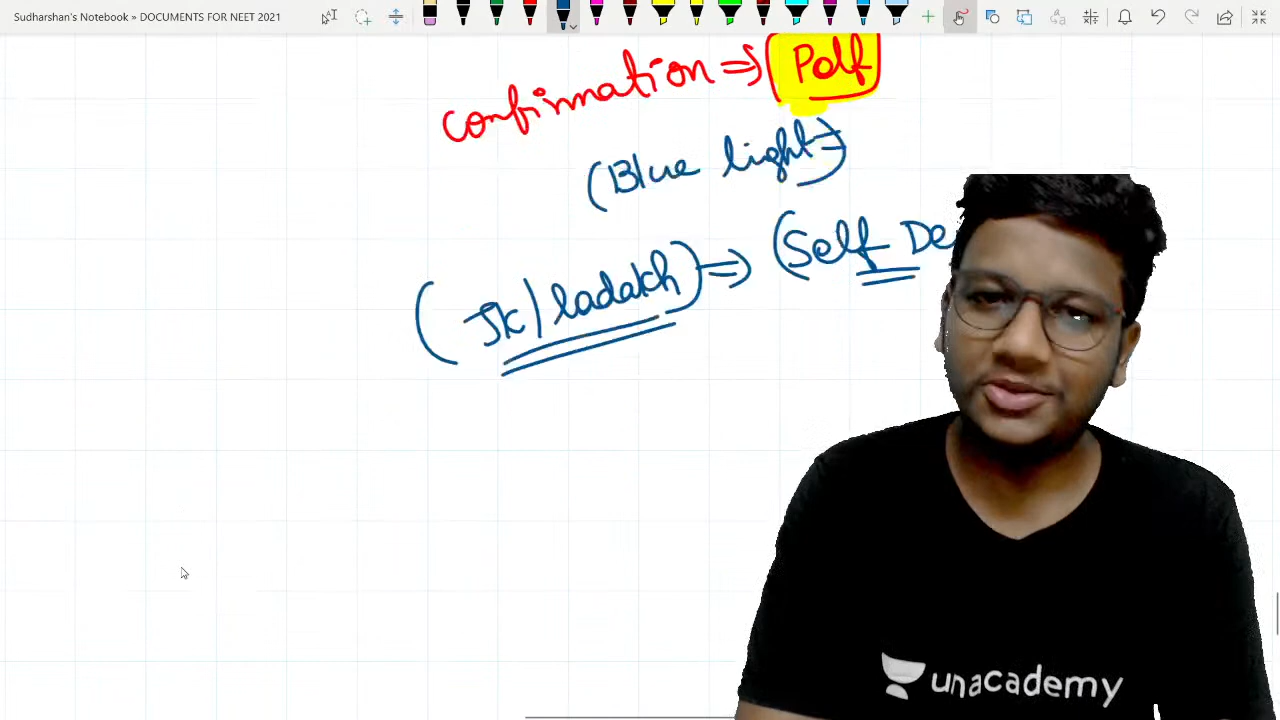 Sudharshan's Notebook » DOCUMENTS FOR NEET 2021
confirmation ⇒ Pdf
(Blue light)
(JK/ladakh) ⇒ (Self De
unacademy